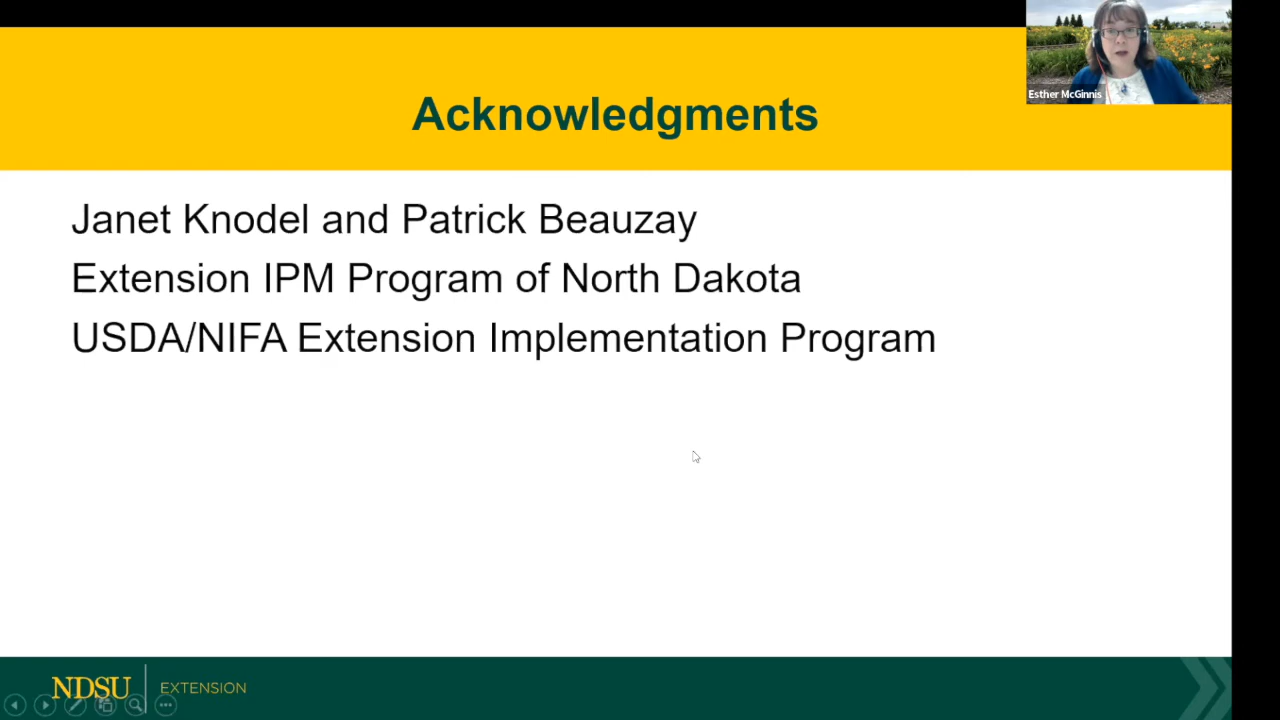 Esther McGinnis
Acknowledgments
Janet Knodel and Patrick Beauzay
Extension IPM Program of North Dakota
USDA/NIFA Extension Implementation Program
NDSU EXTENSION